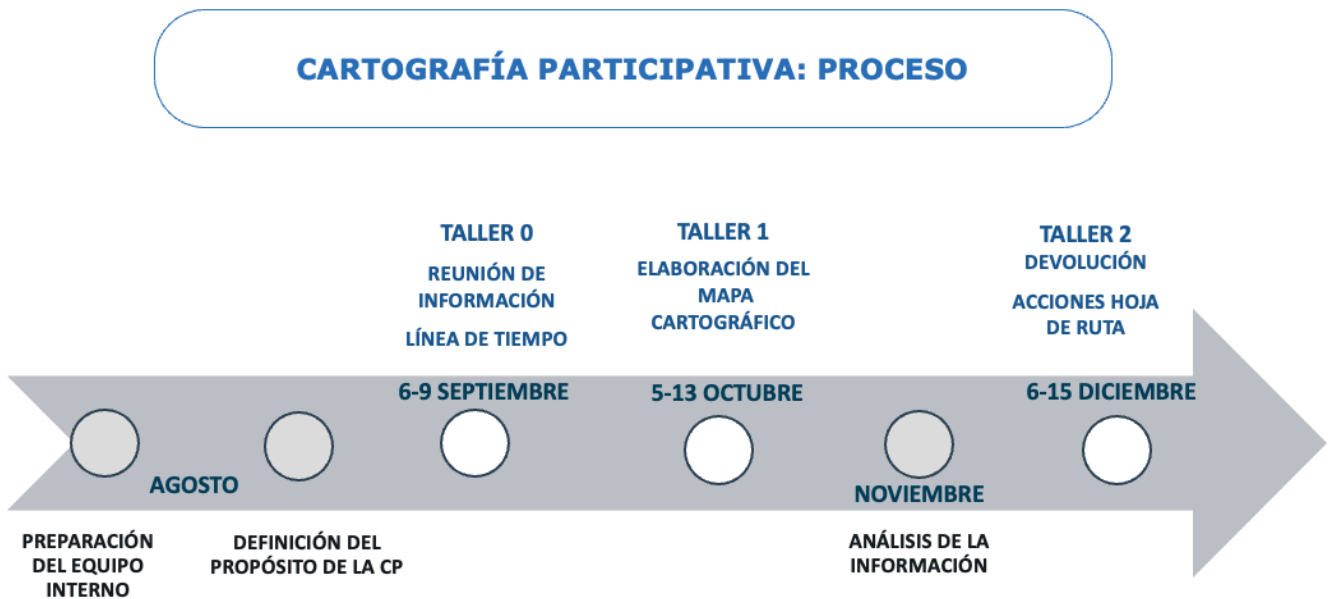 CARTOGRAFÍA PARTICIPATIVA: PROCESO
TALLER 0
REUNIÓN DE
INFORMACIÓN
LÍNEA DE TIEMPO
6-9 SEPTIEMBRE
TALLER 1
ELABORACIÓN DEL
MAPA
CARTOGRÁFICO
5-13 OCTUBRE
TALLER 2
DEVOLUCIÓN
ACCIONES HOJA
DE RUTA
6-15 DICIEMBRE
AGOSTO
NOVIEMBRE
PREPARACIÓN
DEL EQUIPO
INTERNO
DEFINICIÓN DEL
PROPÓSITO DE LA CP
ANÁLISIS DE LA
INFORMACIÓN